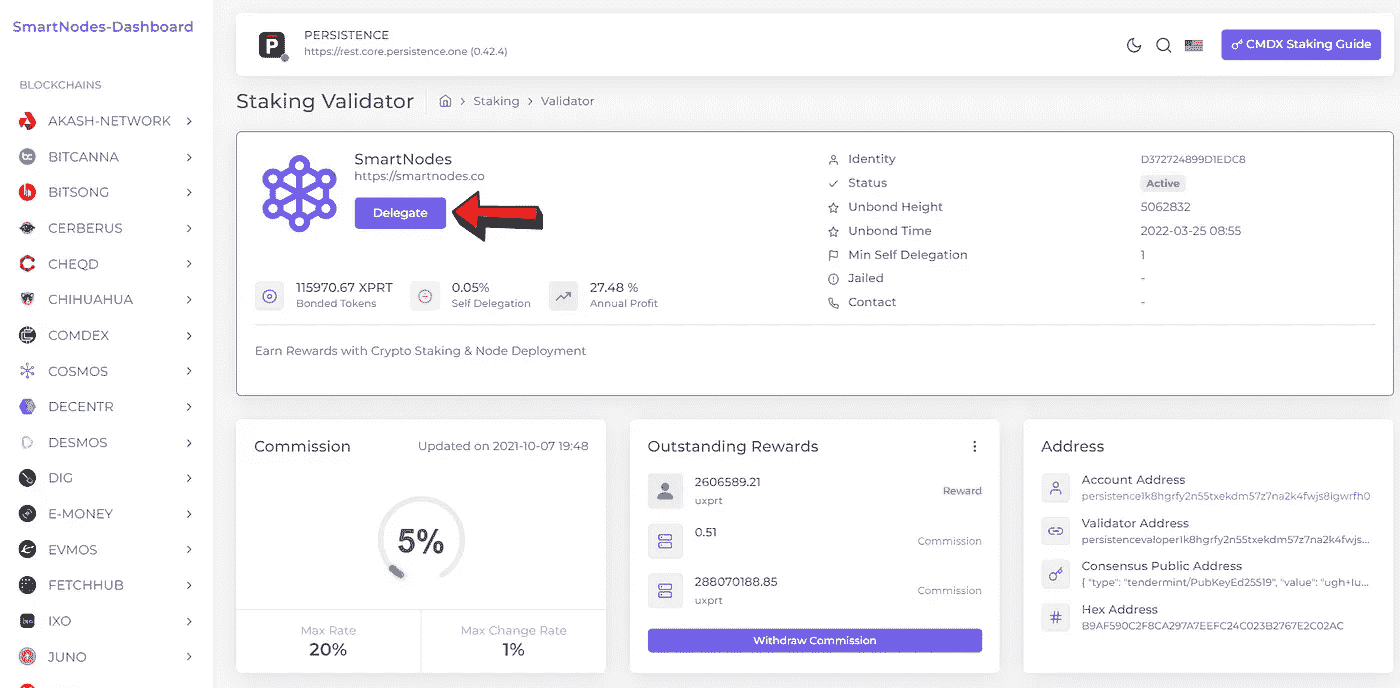 SmartNodes-Dashboard
BLOCKCHAINS
AKASH-NETWORK
BITCANNA
BITSONG
CERBERUS
CHEQD
CHIHUAHUA
COMDEX
COSMOS
DECENTR
DESMOS
DIG
E-MONEY
EVMOS
FETCHHUB
IXO
JUNO
PERSISTENCE
https://rest.core.persistence.one (0.42.4)
CMDX Staking Guide
Staking Validator
Staking > Validator
SmartNodes
https://smartnodes.co
Delegate
115970.67 XPRT
Bonded Tokens
0.05%
Self Delegation
27.48 %
Annual Profit
Identity D372724899D1EDC8
Status Active
Unbond Height 5062832
Unbond Time 2022-03-25 08:55
Min Self Delegation 1
Jailed -
Contact -
Earn Rewards with Crypto Staking & Node Deployment
Commission Updated on 2021-10-07 19:48
5%
Max Rate
20%
Max Change Rate
1%
Outstanding Rewards
2606589.21
uxprt
Reward
0.51
Commission
288070188.85
uxprt
Commission
Withdraw Commission
Address
Account Address
persistence1k8hgrfy2n55txekdm57z7na2k4fwjs8igwrfh0
Validator Address
persistencevaloper1k8hgrfy2n55txekdm57z7na2k4fwjs...
Consensus Public Address
{ "type": "tendermint/PubKeyEd25519", "value": "ugh+Iu...
Hex Address
B9AF590C2F8CA297A7EEFC24C023B2767E2C02AC